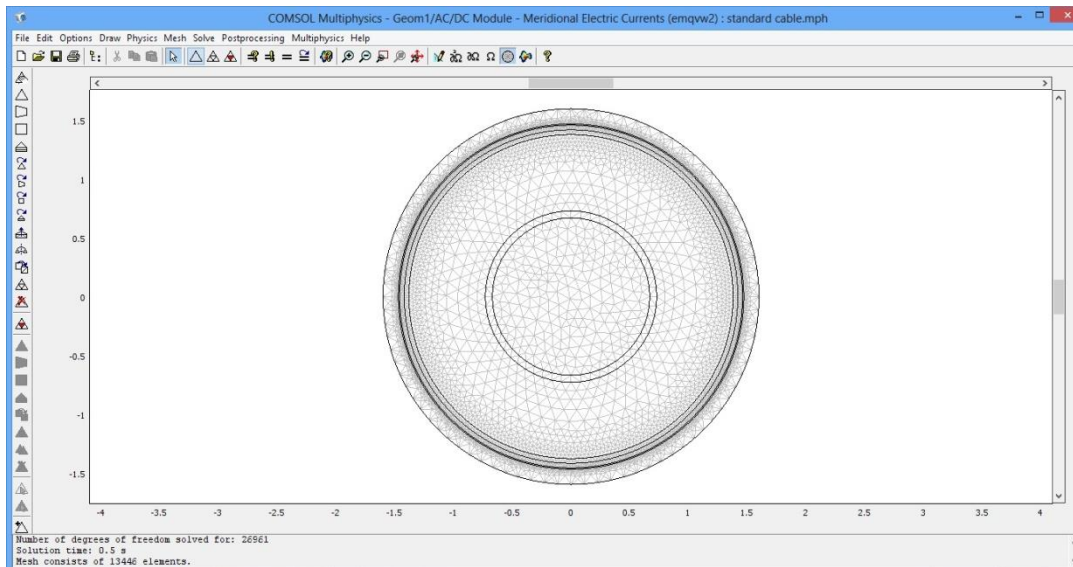 COMSOL Multiphysics - Geom1/AC/DC Module - Meridional Electric Currents (emqvw2) : standard cable.mph
File Edit Options Draw Physics Mesh Solve Postprocessing Multiphysics Help
1.5
1
0.5
0
-0.5
-1
-1.5
-4 -3.5 -3 -2.5 -2 -1.5 -1 -0.5 0 0.5 1 1.5 2 2.5 3 3.5 4
Number of degrees of freedom solved for: 26961
Solution time: 0.5 s
Mesh consists of 13446 elements.